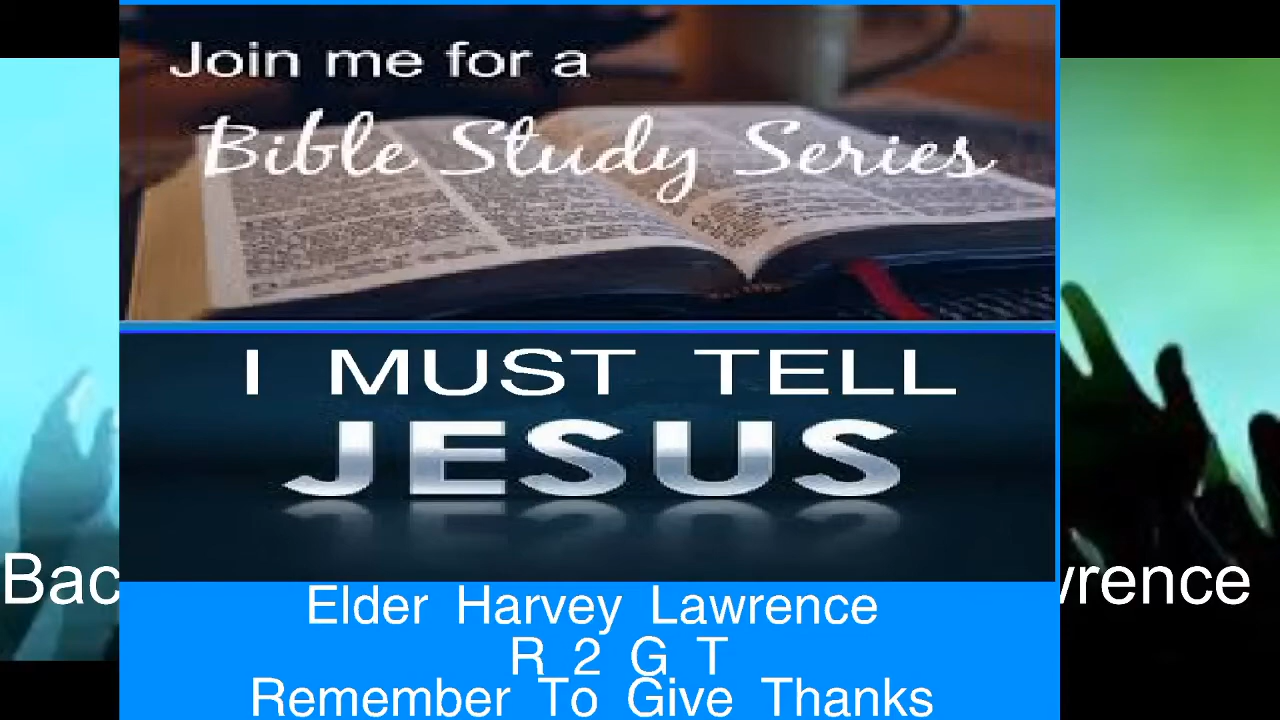 Join me for a
Bible Study Series
I MUST TELL
JESUS
Bac
wrence
Elder Harvey Lawrence
R 2 G T
Remember To Give Thanks